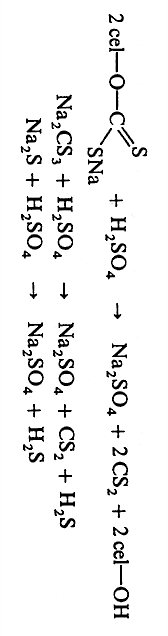 2 cel—O—C(=S)SNa + H₂SO₄ → Na₂SO₄ + 2 CS₂ + 2 cel—OH
Na₂CS₃ + H₂SO₄ → Na₂SO₄ + CS₂ + H₂S
Na₂S + H₂SO₄ → Na₂SO₄ + H₂S